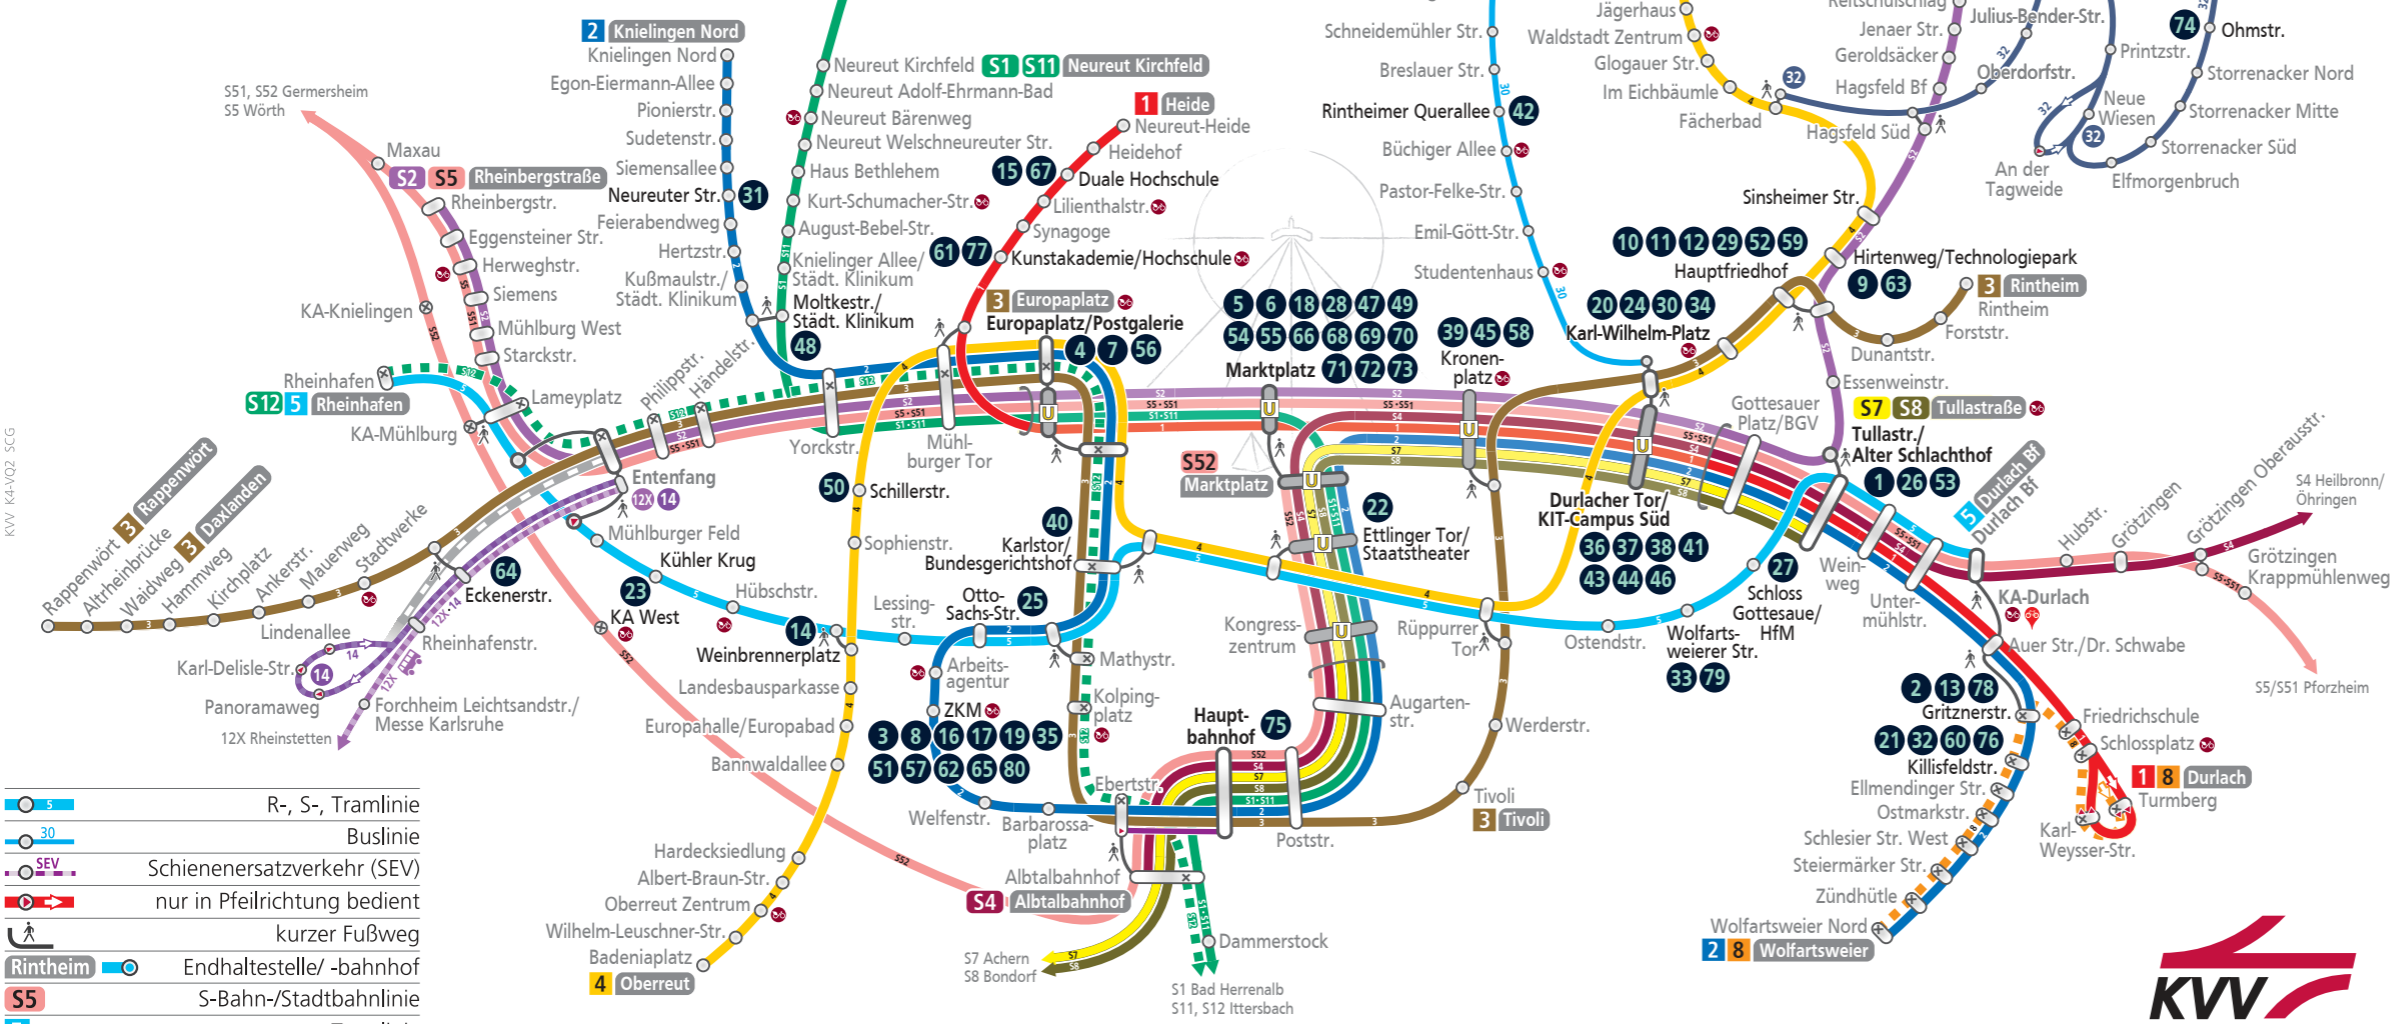 2 Knielingen Nord
Knielingen Nord
Egon-Eiermann-Allee
Pionierstr.
Sudetenstr.
Siemensallee
Neureuter Str. 31
Feierabendweg
Hertzstr.
Kußmaulstr./
Städt. Klinikum
S51, S52 Germersheim
S5 Wörth
Maxau
S2 S5 Rheinbergstraße
Rheinbergstr.
Eggensteiner Str.
Herweghstr.
Siemens
Mühlburg West
Starckstr.
KA-Knielingen
Rheinhafen
S12 5 Rheinhafen
KA-Mühlburg
Lameyplatz
Philippstr.
Händelstr.
Neureut Kirchfeld S1 S11 Neureut Kirchfeld
Neureut Adolf-Ehrmann-Bad
Neureut Bärenweg
Neureut Welschneureuter Str.
Haus Bethlehem
Kurt-Schumacher-Str.
August-Bebel-Str.
Knielinger Allee/
Städt. Klinikum
Moltkestr./
Städt. Klinikum
48
1 Heide
Neureut-Heide
Heidehof
15 67
Duale Hochschule
Lilienthalstr.
Synagoge
61 77
Kunstakademie/Hochschule
3 Europaplatz
Europaplatz/Postgalerie
4 7 56
Yorckstr.
Mühl-
burger Tor
5 6 18 28 47 49
54 55 66 68 69 70
Marktplatz 71 72 73
39 45 58
Kronen-
platz
Schneidemühler Str.
Breslauer Str.
Rintheimer Querallee 42
Büchiger Allee
Pastor-Felke-Str.
Emil-Gött-Str.
Studentenhaus
30
Jägerhaus
Waldstadt Zentrum
Glogauer Str.
Im Eichbäumle
Fächerbad
32
Jenaer Str.
Geroldsäcker
Hagsfeld Bf
Hagsfeld Süd
Julius-Bender-Str.
Oberdorfstr.
Printzstr.
Neue
Wiesen
32
An der
Tagweide
74 Ohmstr.
Storrenacker Nord
Storrenacker Mitte
Storrenacker Süd
Elfmorgenbruch
Sinsheimer Str.
10 11 12 29 52 59
Hauptfriedhof
Hirtenweg/Technologiepark
9 63
3 Rintheim
Rintheim
Forststr.
Dunantstr.
20 24 30 34
Karl-Wilhelm-Platz
Essenweinstr.
S7 S8 Tullastraße
Gottesauer
Platz/BGV
Tullastr./
Alter Schlachthof
1 26 53
5 Durlach Bf
Durlach Bf
Hubstr.
Grötzingen
Grötzingen Oberausstr.
S4 Heilbronn/
Öhringen
Grötzingen
Krappmühlenweg
S5/S51 Pforzheim
KA-Durlach
Auer Str./Dr. Schwabe
Wein-
weg
Unter-
mühlstr.
2 13 78
Gritznerstr.
21 32 60 76
Killisfeldstr.
Ellmendinger Str.
Ostmarkstr.
Schlesier Str. West
Steiermärker Str.
Zündhütle
Wolfartsweier Nord
2 8 Wolfartsweier
Friedrichschule
Schlossplatz
1 8 Durlach
Turmberg
Karl-
Weysser-Str.
Rappenwört 3 Rappenwört
Altrheinbrücke
Waidweg 3 Daxlanden
Hammweg
Kirchplatz
Ankerstr.
Mauerweg
Stadtwerke
Entenfang
12X 14
64
Eckenerstr.
Rheinhafenstr.
Lindenallee
Karl-Delisle-Str.
14
Panoramaweg
Forchheim Leichtsandstr./
Messe Karlsruhe
12X Rheinstetten
Mühlburger Feld
Kühler Krug
23
KA West
Hübschstr.
14
Weinbrennerplatz
50 Schillerstr.
Sophienstr.
Lessing-
str.
Landesbausparkasse
Europahalle/Europabad
Bannwaldallee
Hardecksiedlung
Albert-Braun-Str.
Oberreut Zentrum
Wilhelm-Leuschner-Str.
Badeniaplatz
4 Oberreut
40
Karlstor/
Bundesgerichtshof
Otto-
Sachs-Str. 25
Mathystr.
Kolping-
platz
Arbeits-
agentur
ZKM
3 8 16 17 19 35
51 57 62 65 80
Welfenstr.
Barbarossa-
platz
Ebertstr.
Albtalbahnhof
S4 Albtalbahnhof
S7 Achern
S8 Bondorf
Dammerstock
S1 Bad Herrenalb
S11, S12 Ittersbach
Haupt-
bahnhof 75
Poststr.
S52
Marktplatz
22
Ettlinger Tor/
Staatstheater
Kongress-
zentrum
Augarten-
str.
Rüppurrer
Tor
Werderstr.
Tivoli
3 Tivoli
Durlacher Tor/
KIT-Campus Süd
36 37 38 41
43 44 46
Ostendstr.
Wolfarts-
weierer Str.
33 79
27
Schloss
Gottesaue/
HfM
5 R-, S-, Tramlinie
30 Buslinie
SEV Schienenersatzverkehr (SEV)
nur in Pfeilrichtung bedient
kurzer Fußweg
Rintheim Endhaltestelle/ -bahnhof
S5 S-Bahn-/Stadtbahnlinie
KVV K4-VQ2 SCG
KVV